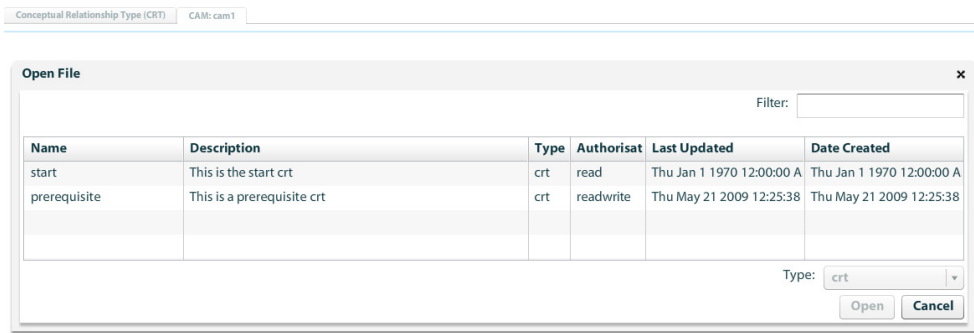 Conceptual Relationship Type (CRT) CAM: cam1
Open File ×
Filter:
Name Description Type Authorisat Last Updated Date Created
start This is the start crt crt read Thu Jan 1 1970 12:00:00 A Thu Jan 1 1970 12:00:00 A
prerequisite This is a prerequisite crt crt readwrite Thu May 21 2009 12:25:38 Thu May 21 2009 12:25:38
Type: crt
Open Cancel